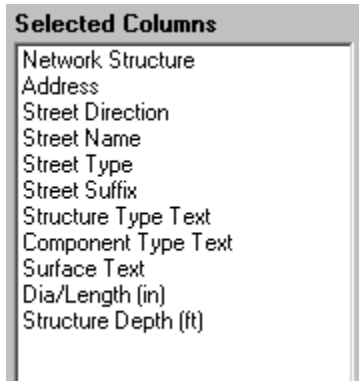 Selected Columns
Network Structure
Address
Street Direction
Street Name
Street Type
Street Suffix
Structure Type Text
Component Type Text
Surface Text
Dia/Length (in)
Structure Depth (ft)